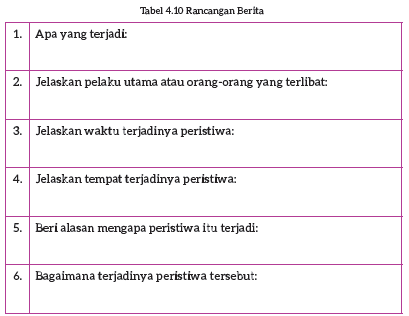 Tabel 4.10 Rancangan Berita
1. Apa yang terjadi:
2. Jelaskan pelaku utama atau orang-orang yang terlibat:
3. Jelaskan waktu terjadinya peristiwa:
4. Jelaskan tempat terjadinya peristiwa:
5. Beri alasan mengapa peristiwa itu terjadi:
6. Bagaimana terjadinya peristiwa tersebut: